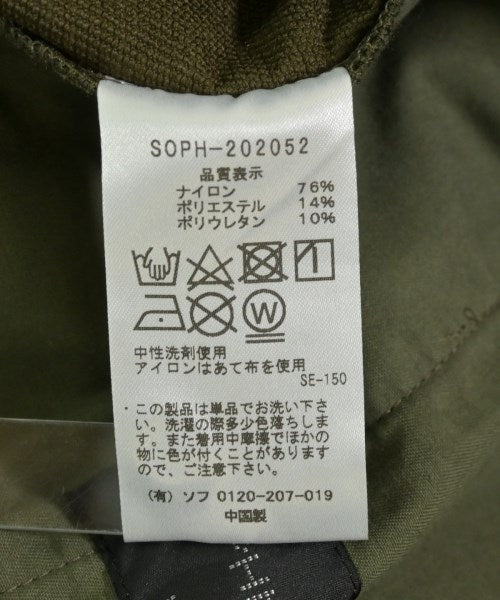 SOPH-202052
品質表示
ナイロン 76%
ポリエステル 14%
ポリウレタン 10%
W
中性洗剤使用
アイロンはあて布を使用
SE-150
・この製品は単品でお洗い下さ
い。洗濯の際多少色落ちしま
す。また着用中摩擦でほかの
物に色が付くことがあります
ので、ご注意下さい。
(有) ソフ 0120-207-019
中国製